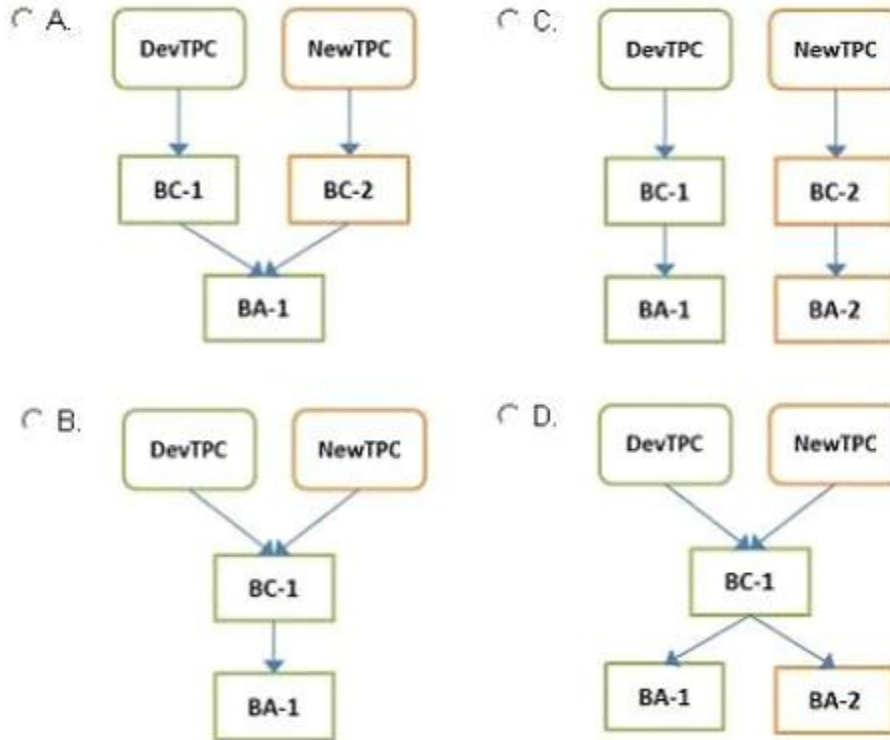 A.
DevTPC
NewTPC
BC-1
BC-2
BA-1
B.
DevTPC
NewTPC
BC-1
BA-1
C.
DevTPC
NewTPC
BC-1
BC-2
BA-1
BA-2
D.
DevTPC
NewTPC
BC-1
BA-1
BA-2